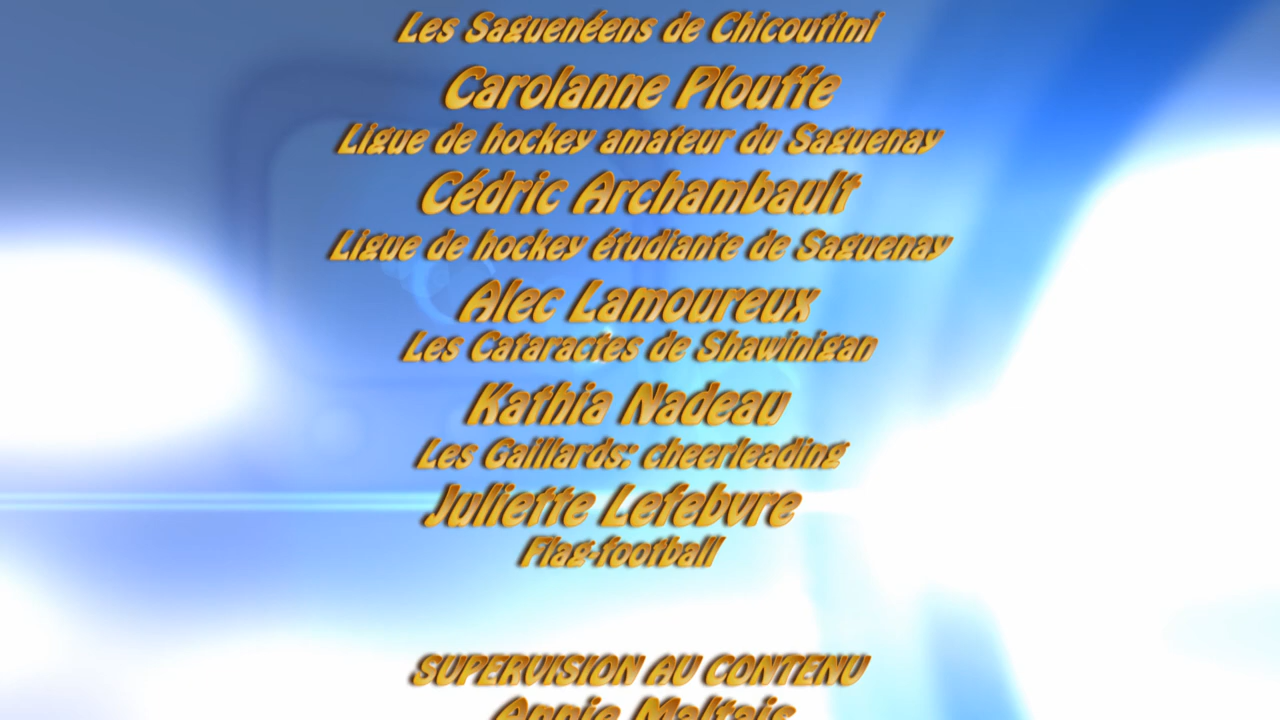 Les Saguenéens de Chicoutimi
Carolanne Plouffe
Ligue de hockey amateur du Saguenay
Cédric Archambault
Ligue de hockey étudiante de Saguenay
Alec Lamoureux
Les Cataractes de Shawinigan
Kathia Nadeau
Les Gaillards: cheerleading
Juliette Lefebvre
Flag-football
SUPERVISION AU CONTENU
Annie Maltais